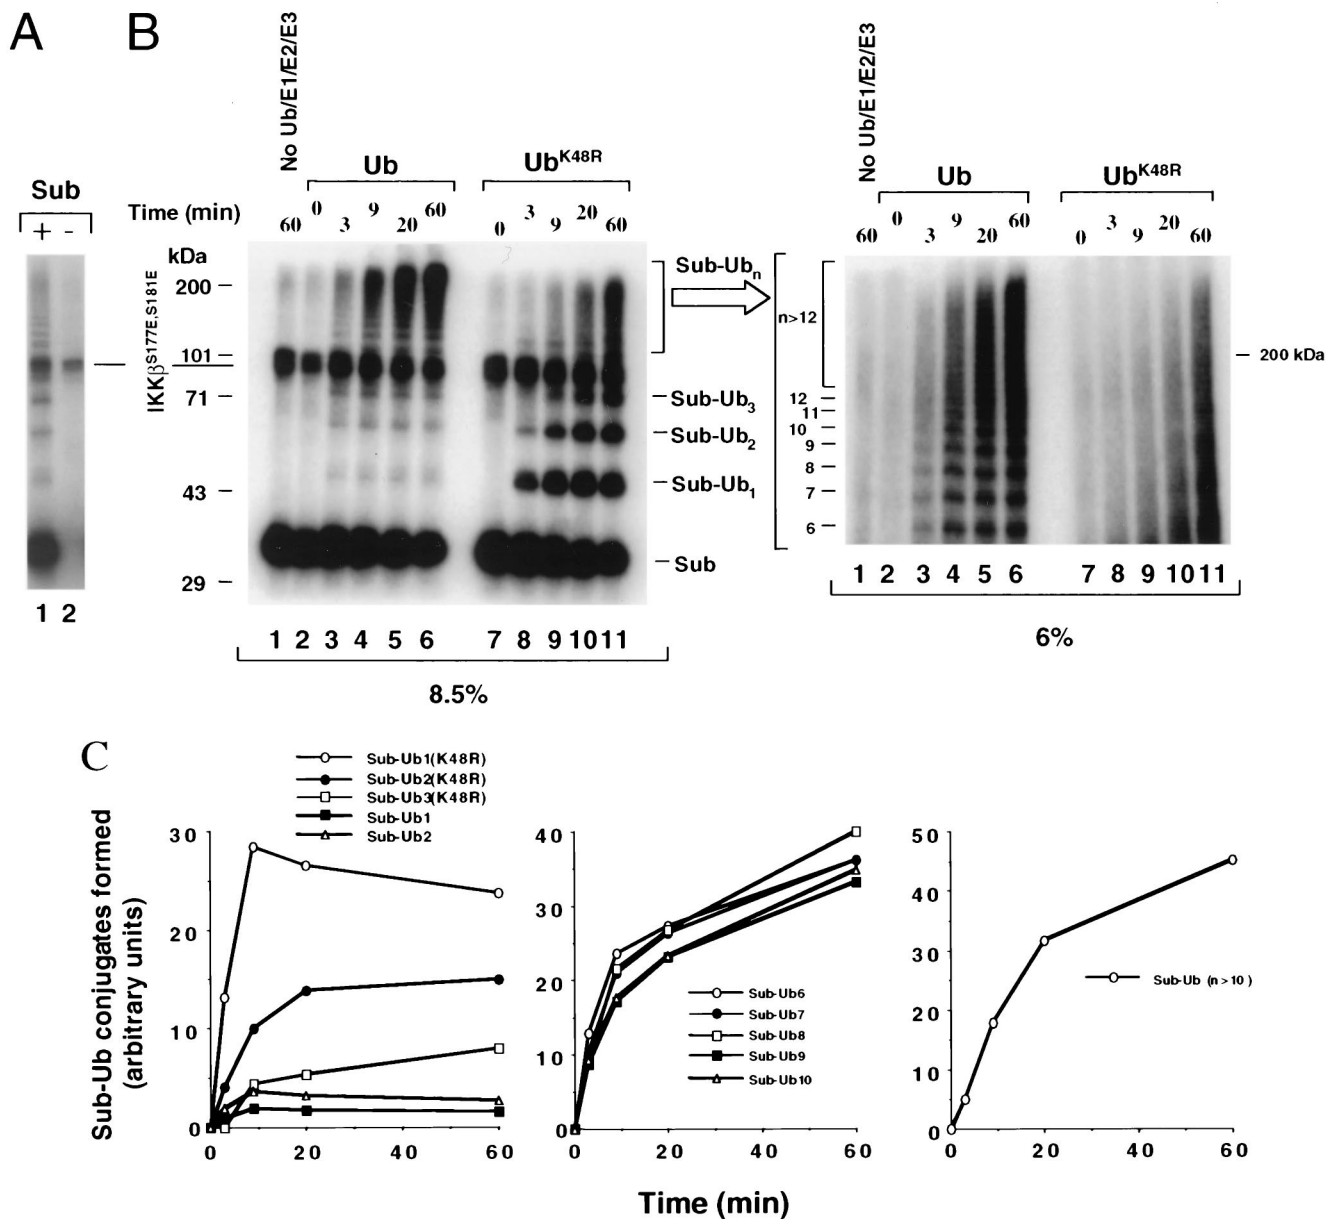 A
B
Sub
+ -
No Ub/E1/E2/E3
Ub
Ub^K48R
Time (min)
60 0 3 9 20 60 0 3 9 20 60
kDa
200
101
71
43
29
IKKβ^S177E,S181E
Sub-Ub_n
Sub-Ub_3
Sub-Ub_2
Sub-Ub_1
Sub
1 2
1 2 3 4 5 6 7 8 9 10 11
8.5%
No Ub/E1/E2/E3
Ub
Ub^K48R
60 0 3 9 20 60 0 3 9 20 60
n>12
12
11
10
9
8
7
6
200 kDa
1 2 3 4 5 6 7 8 9 10 11
6%
C
Sub-Ub conjugates formed
(arbitrary units)
Sub-Ub1(K48R)
Sub-Ub2(K48R)
Sub-Ub3(K48R)
Sub-Ub1
Sub-Ub2
30
20
10
0
0 20 40 60
40
30
20
10
0
Sub-Ub6
Sub-Ub7
Sub-Ub8
Sub-Ub9
Sub-Ub10
0 20 40 60
50
40
30
20
10
0
Sub-Ub (n>10)
0 20 40 60
Time (min)